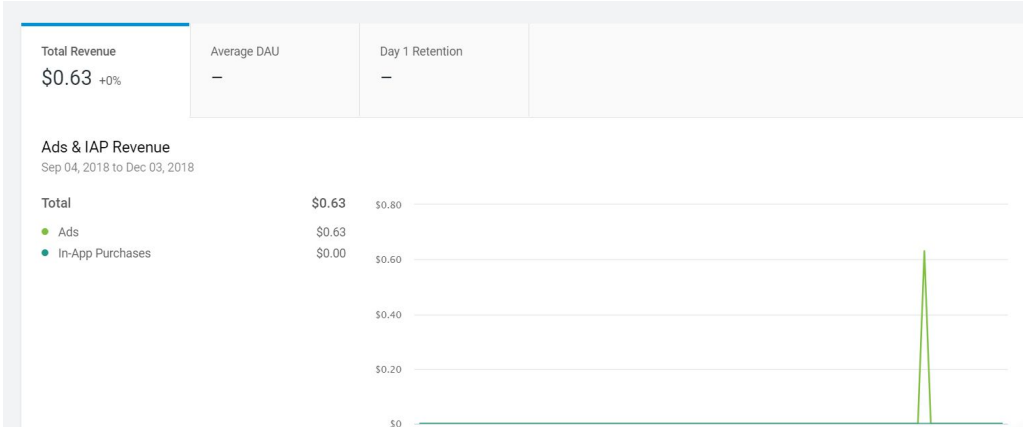 Total Revenue
$0.63 +0%
Average DAU
–
Day 1 Retention
–
Ads & IAP Revenue
Sep 04, 2018 to Dec 03, 2018
Total $0.63
Ads $0.63
In-App Purchases $0.00
$0.80
$0.60
$0.40
$0.20
$0